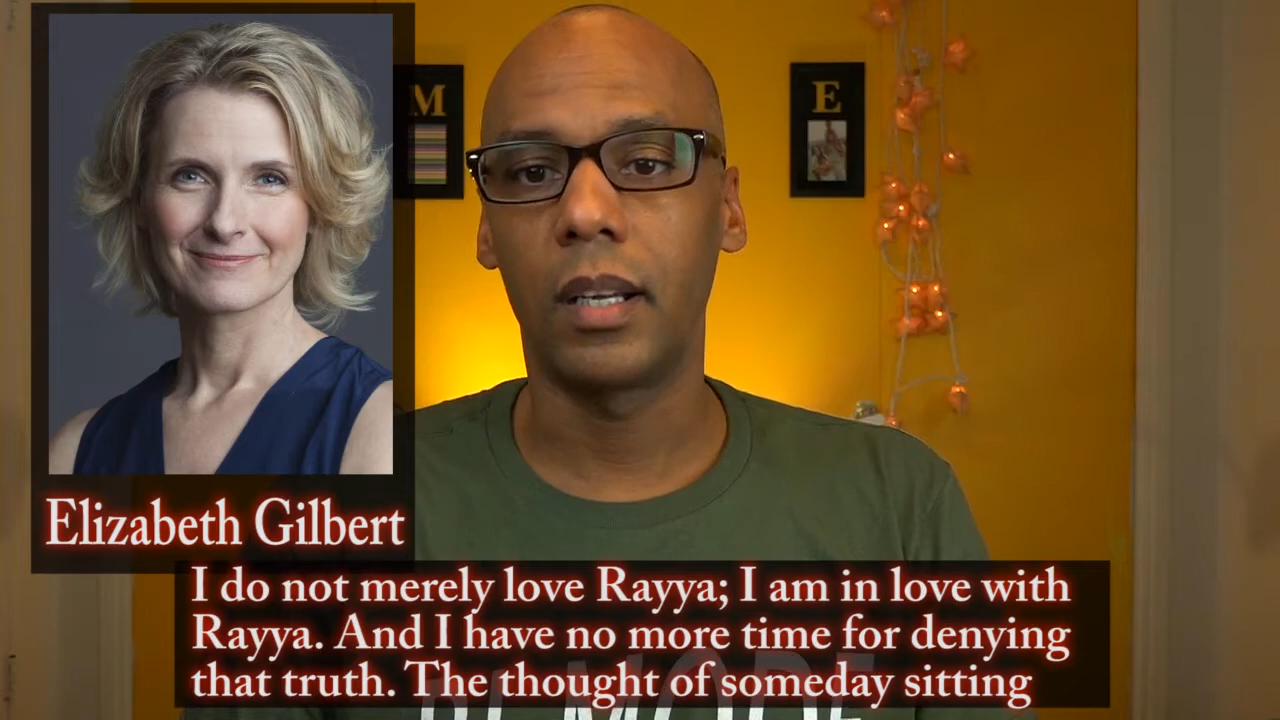 M
E
Elizabeth Gilbert
I do not merely love Rayya; I am in love with
Rayya. And I have no more time for denying
that truth. The thought of someday sitting